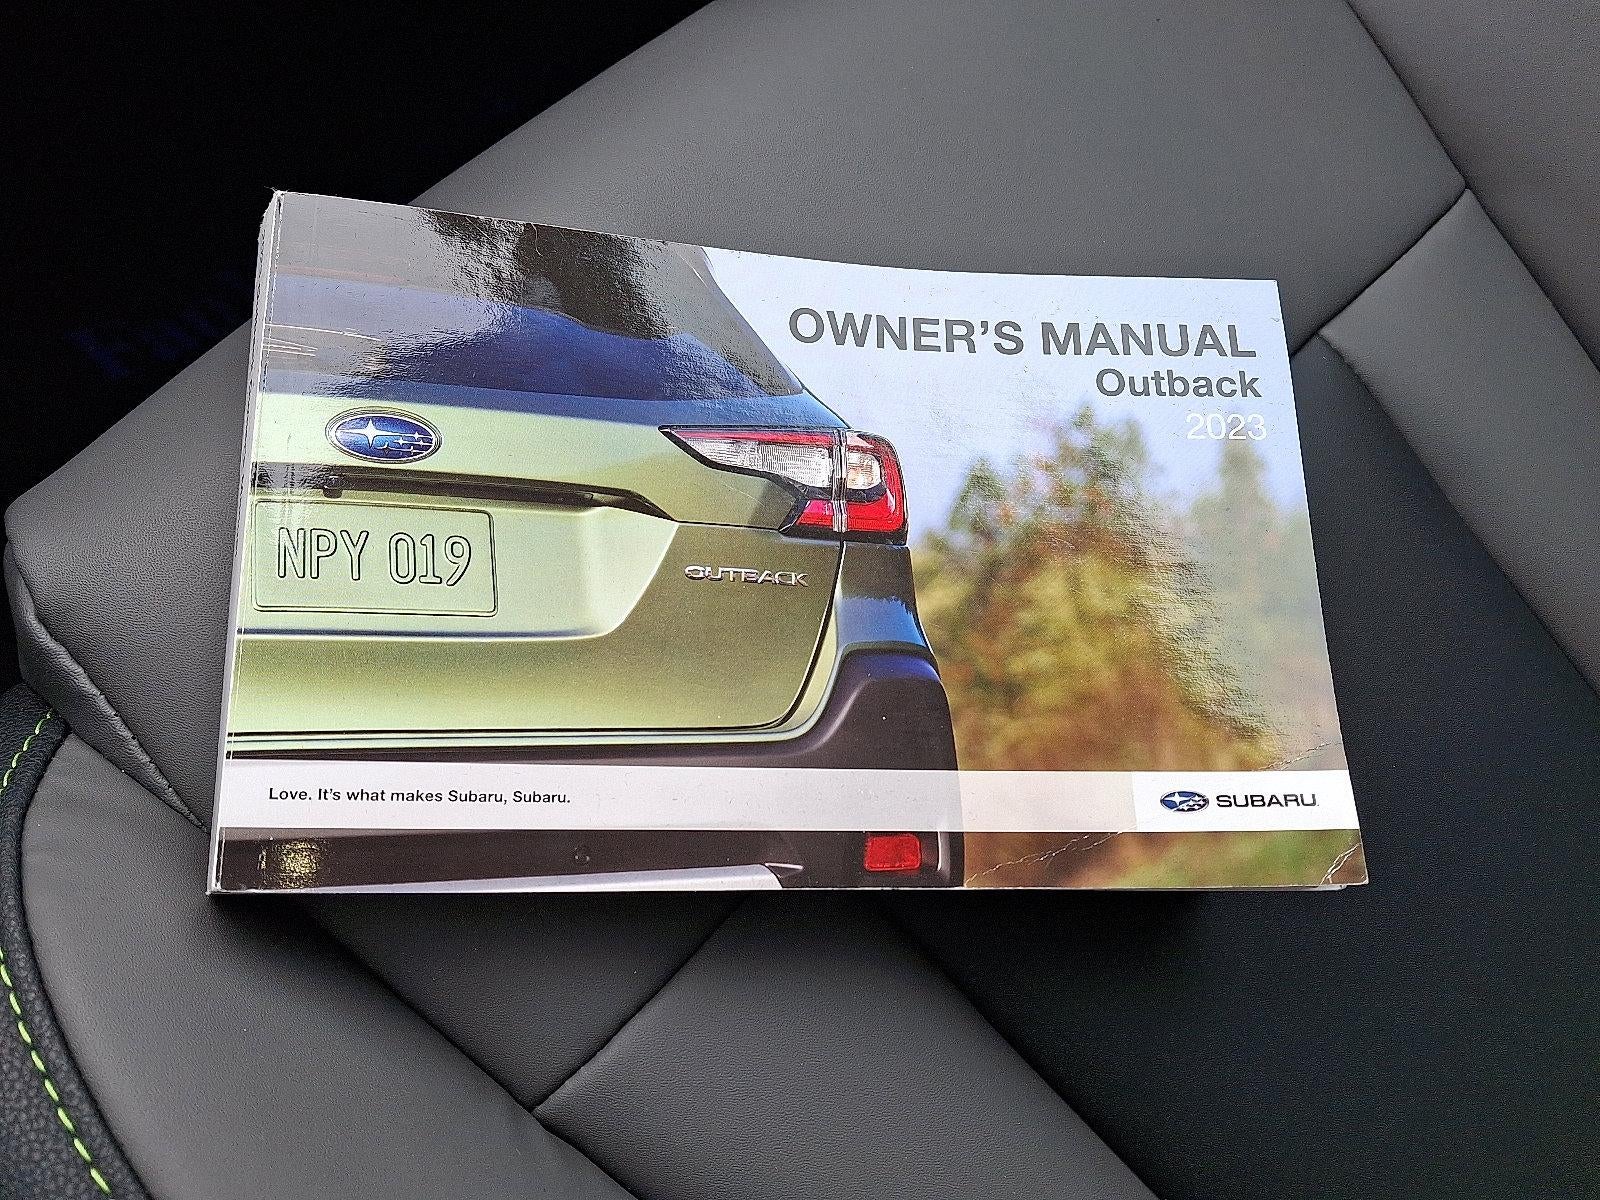 OWNER'S MANUAL
Outback
2023
NPY 019
OUTBACK
Love. It's what makes Subaru, Subaru.
SUBARU